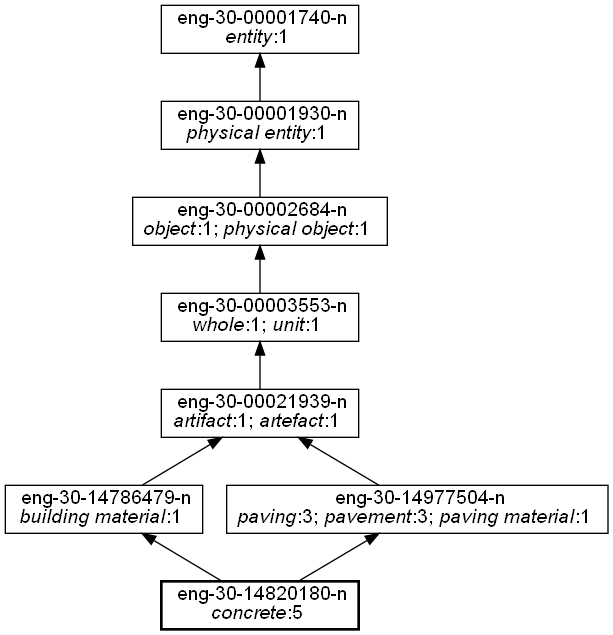 eng-30-00001740-n
entity:1
eng-30-00001930-n
physical entity:1
eng-30-00002684-n
object:1; physical object:1
eng-30-00003553-n
whole:1; unit:1
eng-30-00021939-n
artifact:1; artefact:1
eng-30-14786479-n
building material:1
eng-30-14977504-n
paving:3; pavement:3; paving material:1
eng-30-14820180-n
concrete:5